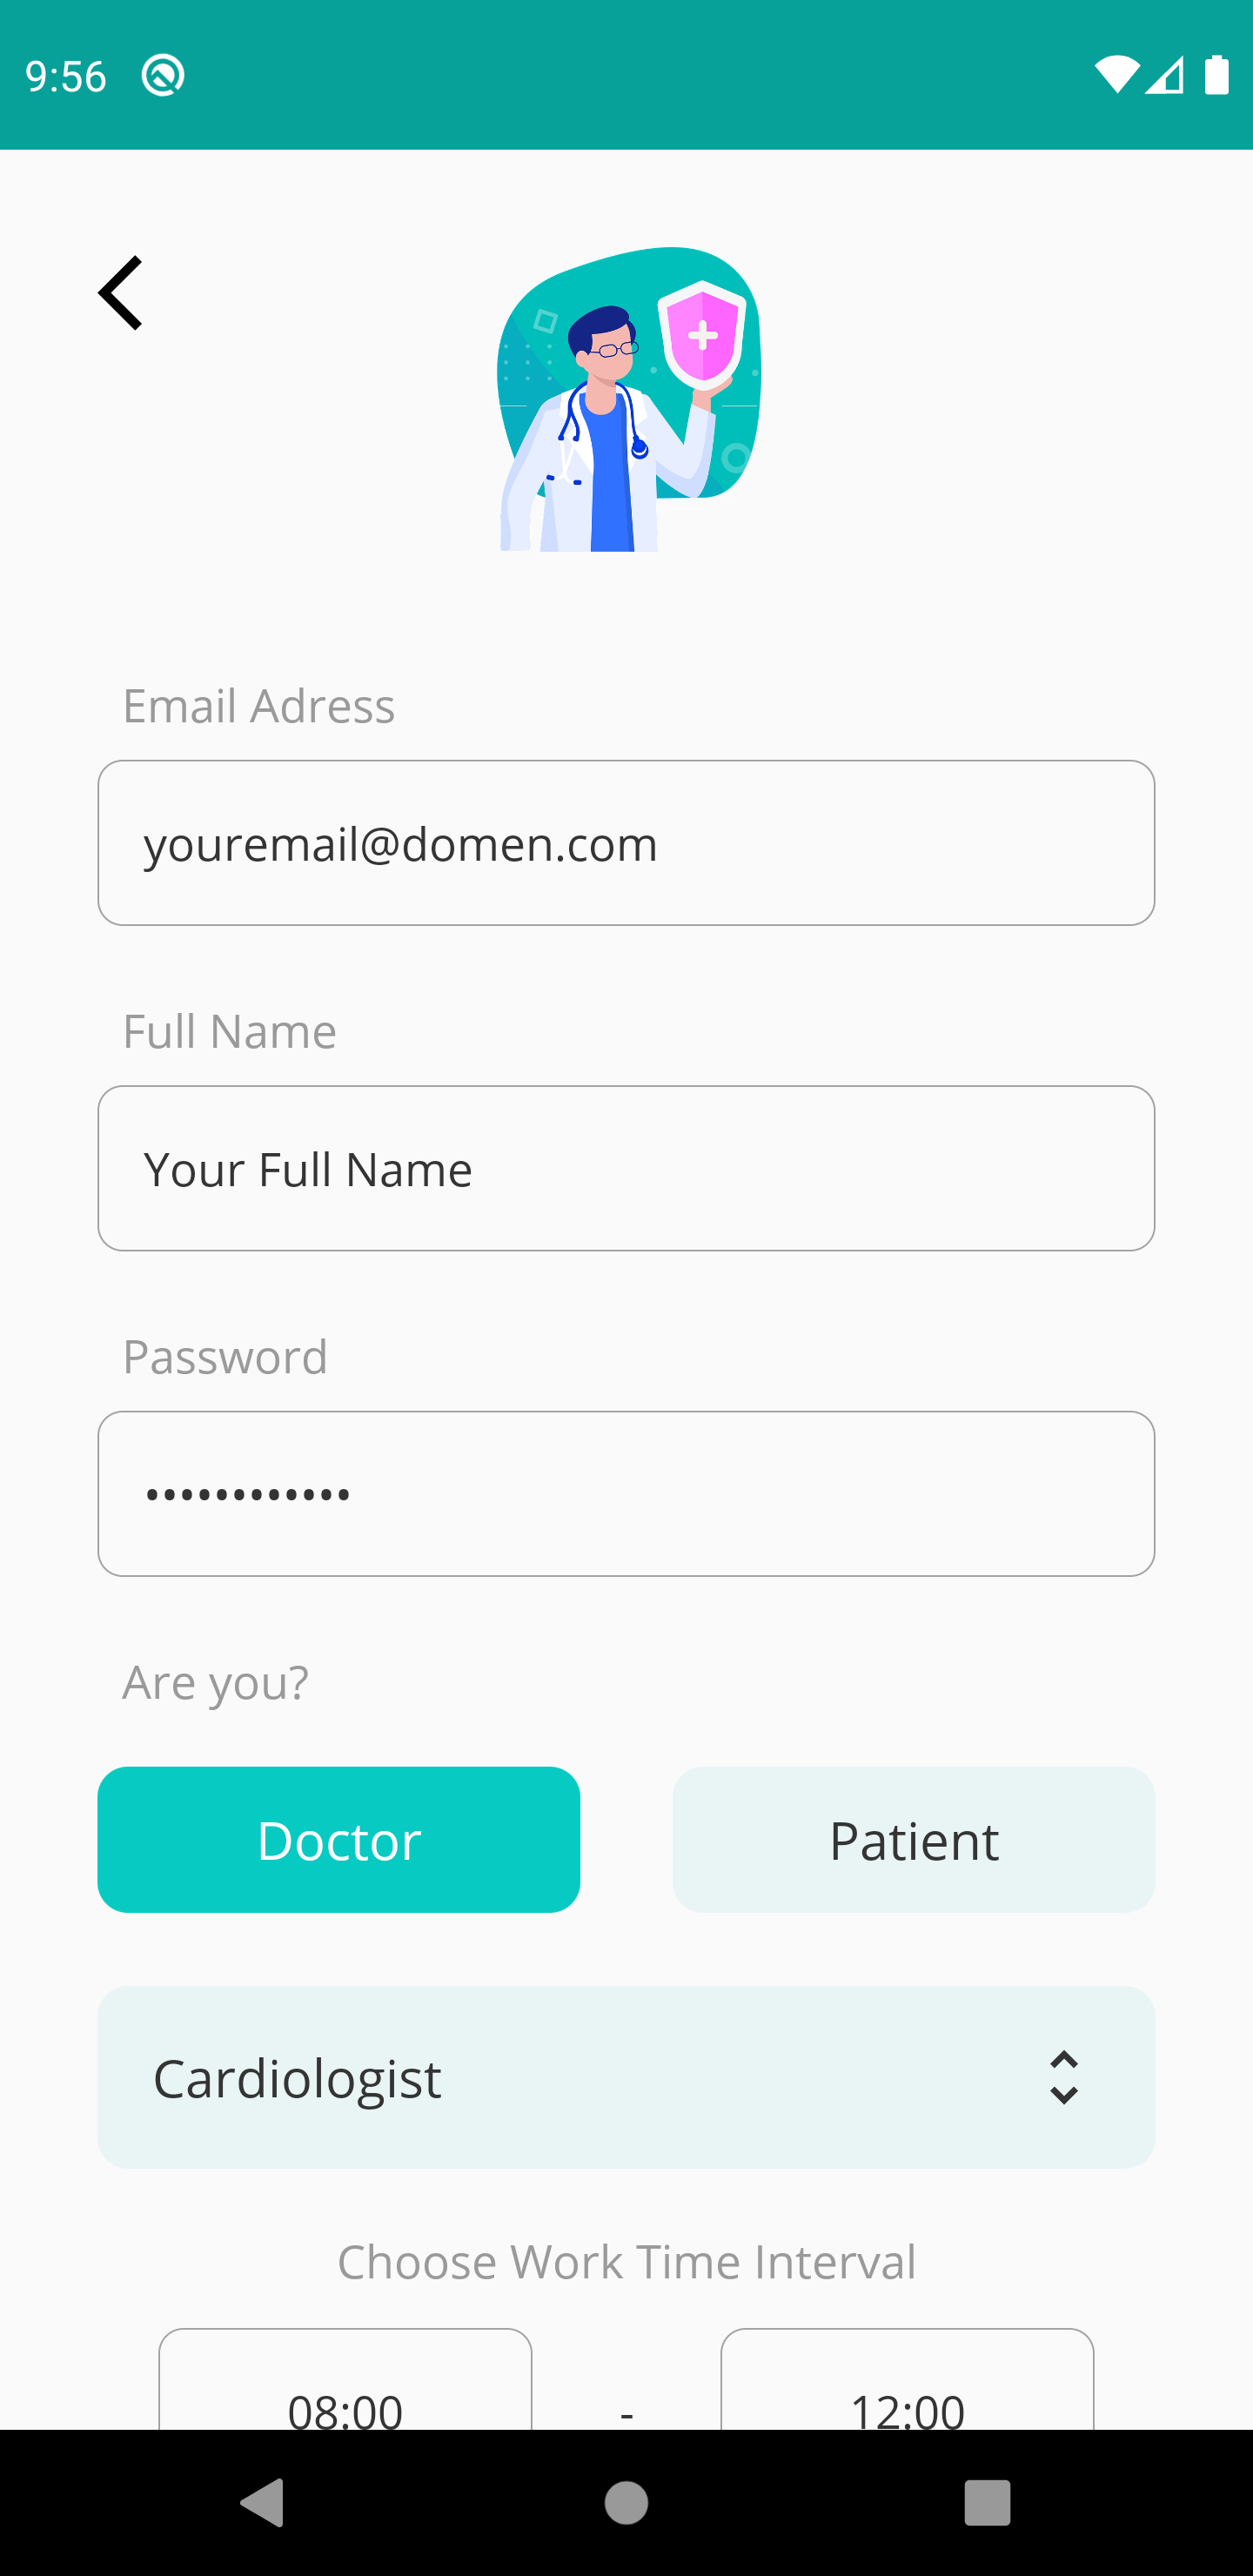 9:56
Email Adress
youremail@domen.com
Full Name
Your Full Name
Password
••••••••••••
Are you?
Doctor Patient
Cardiologist
Choose Work Time Interval
08:00 - 12:00